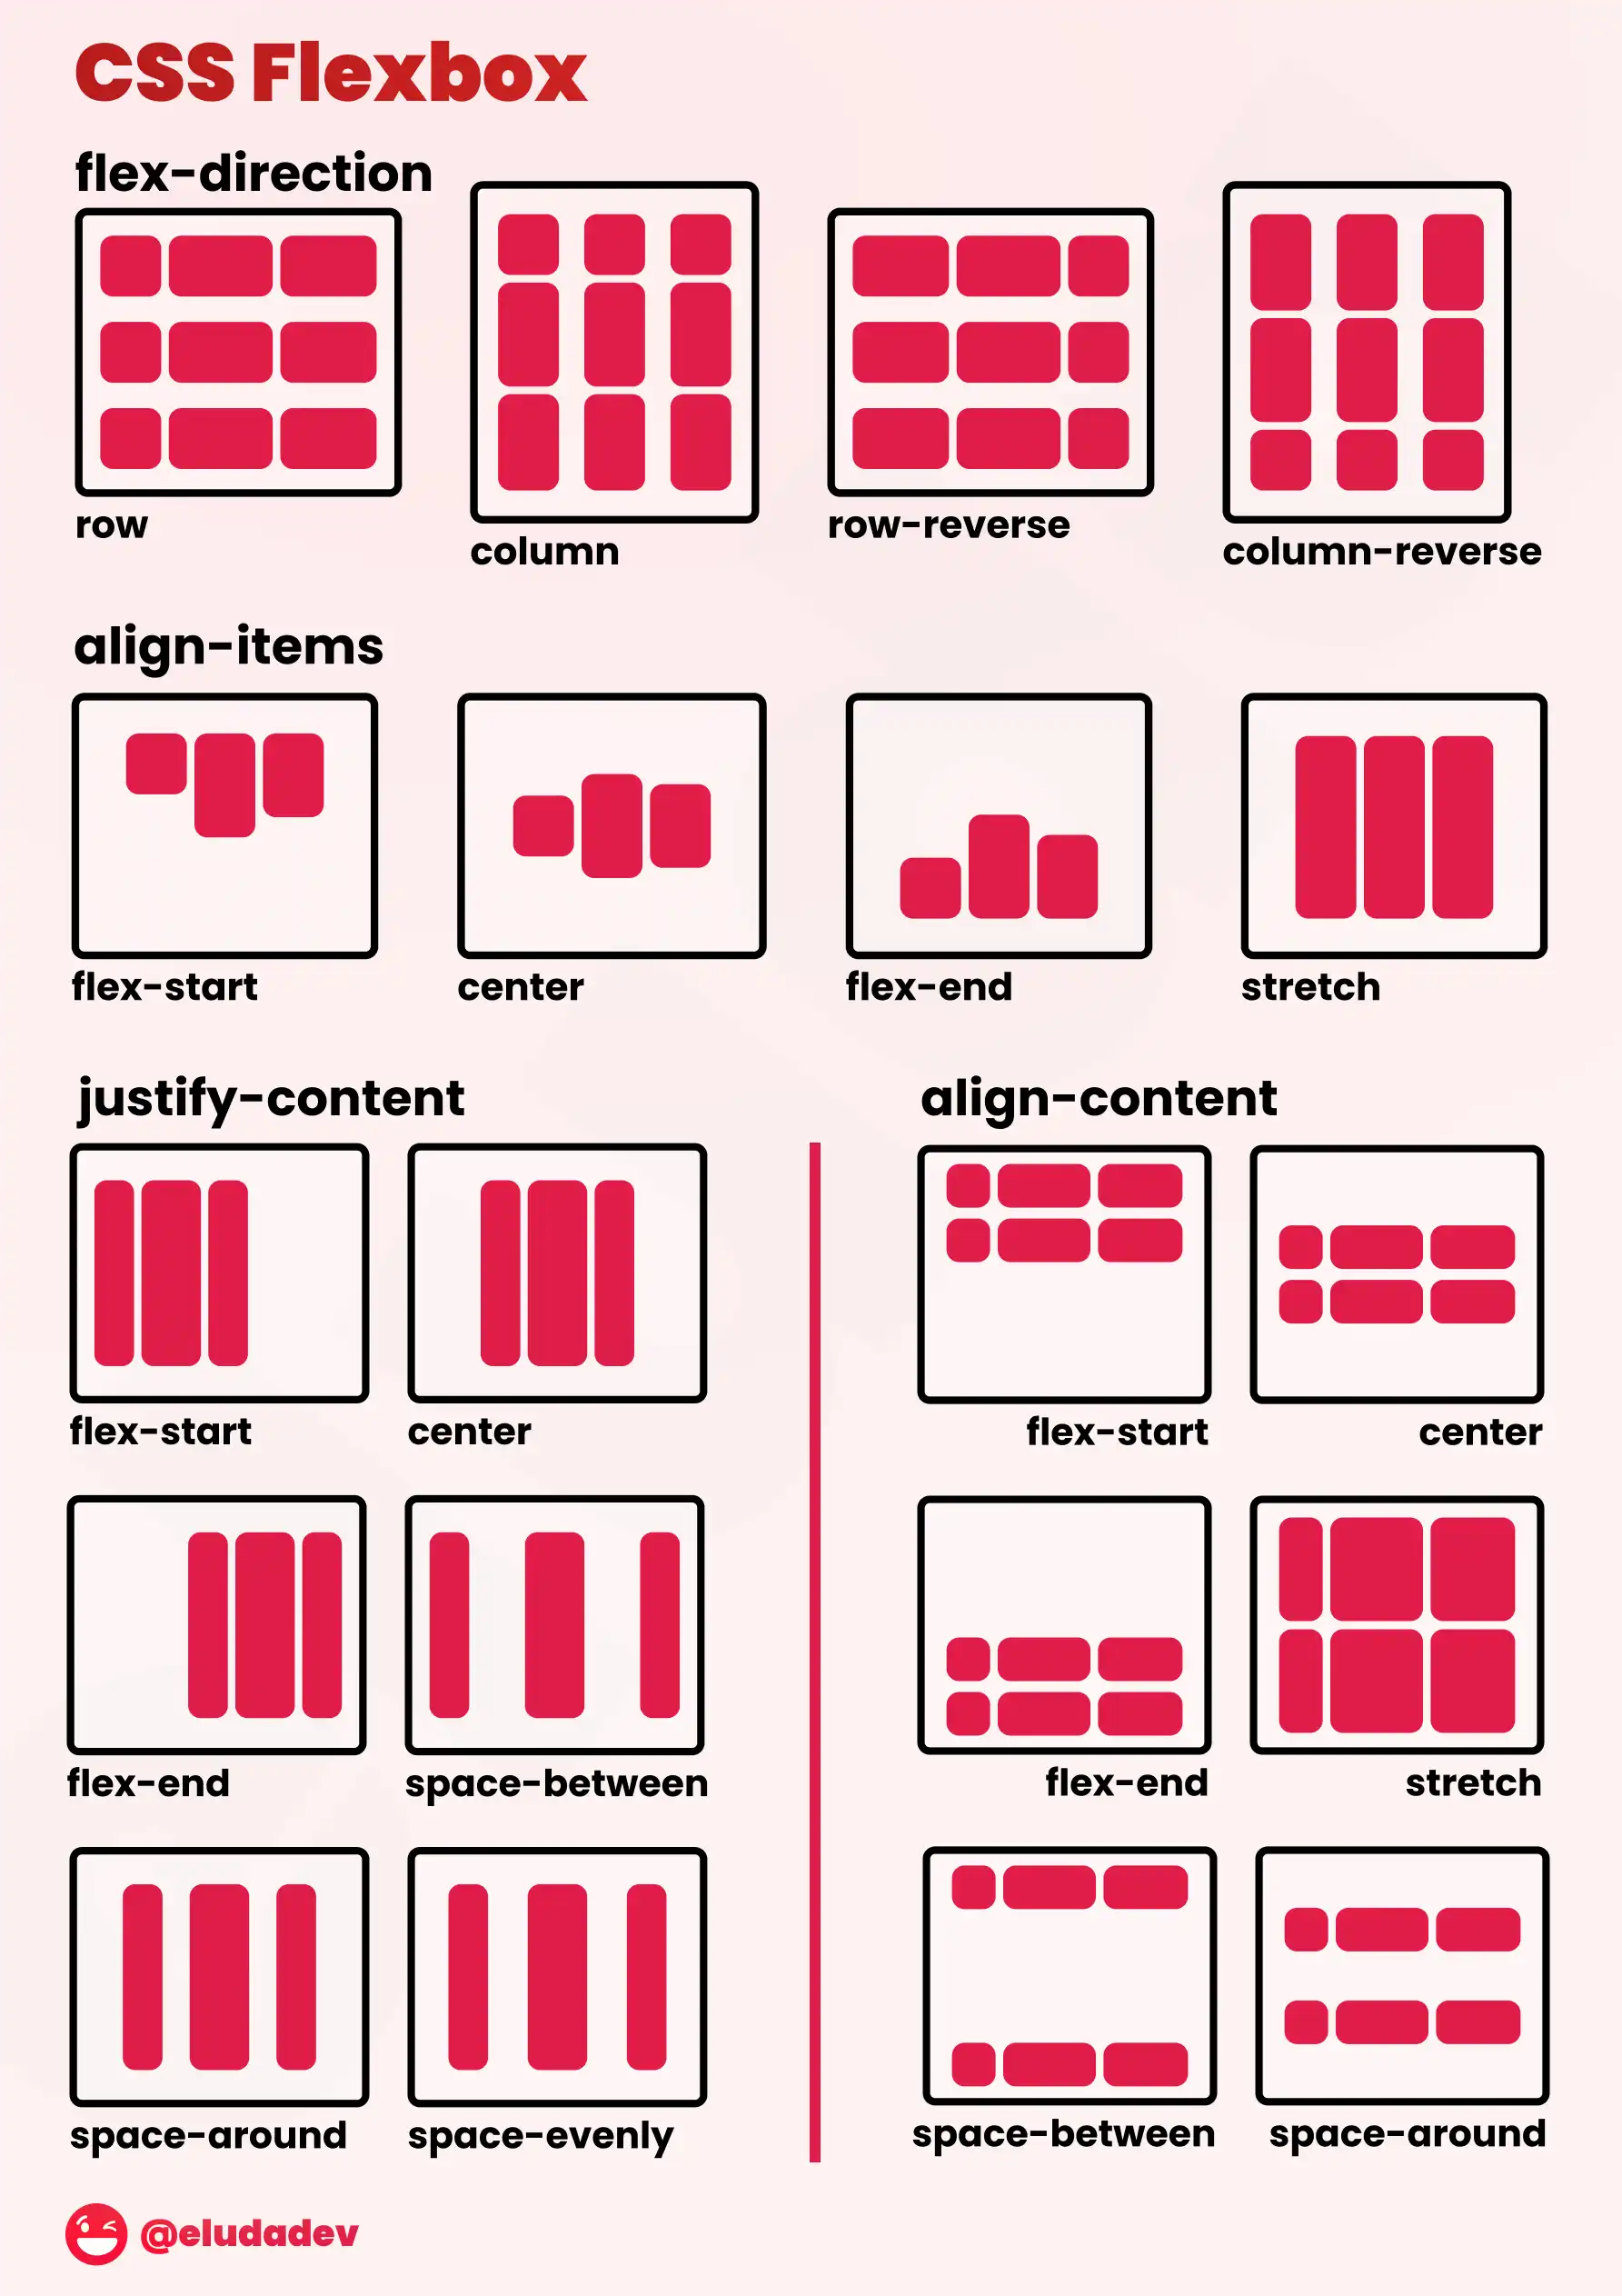 CSS Flexbox
flex-direction
row
column
row-reverse
column-reverse
align-items
flex-start
center
flex-end
stretch
justify-content
flex-start
center
flex-end
space-between
space-around
space-evenly
align-content
flex-start
center
flex-end
stretch
space-between
space-around
@eludadev